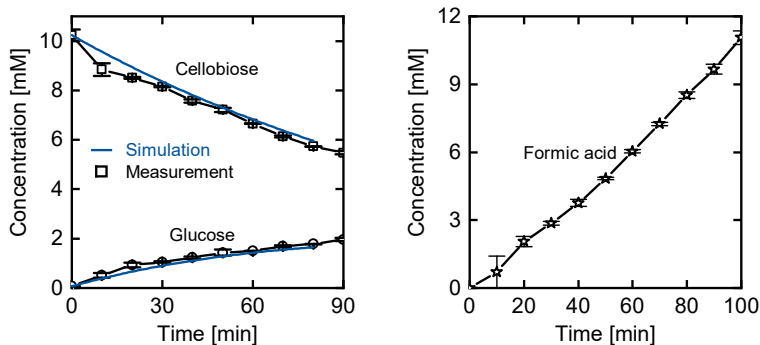 Concentration [mM]
10
8
6
4
2
0
Cellobiose
Simulation
Measurement
Glucose
0
30
60
90
Time [min]
Concentration [mM]
12
9
6
3
0
Formic acid
0
20
40
60
80
100
Time [min]